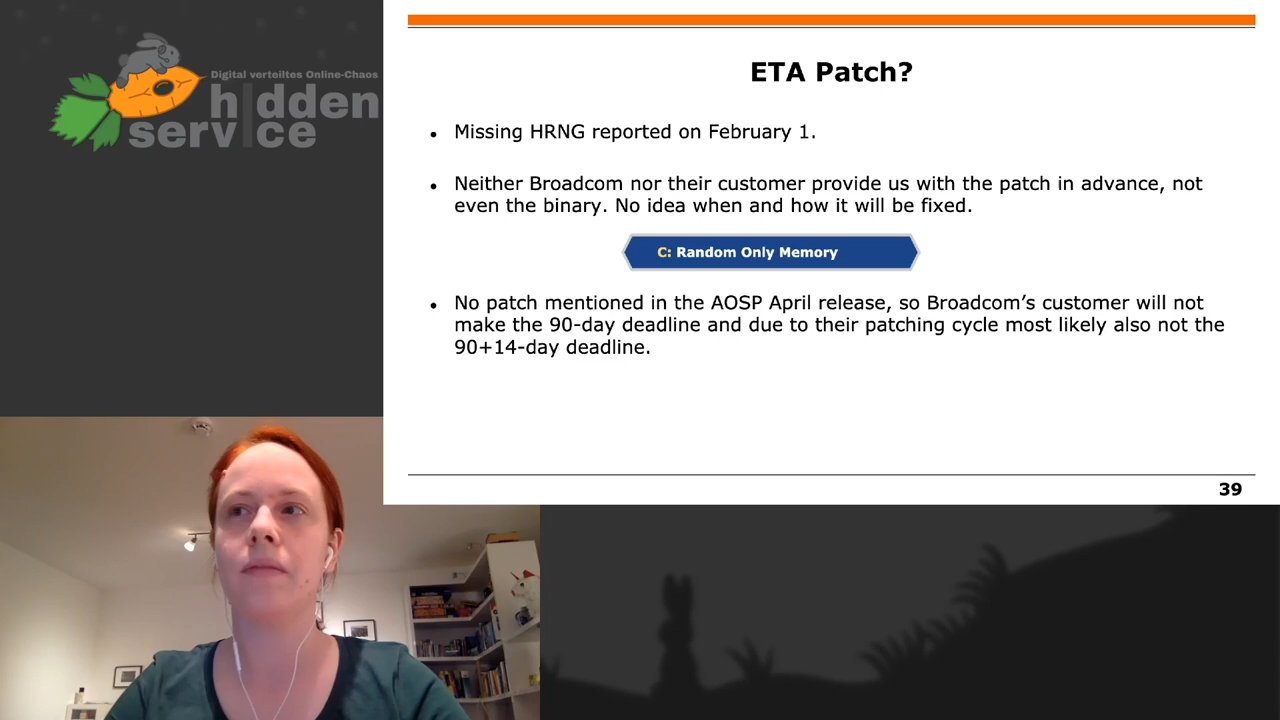 Digital verteiltes Online-Chaos
h|dden
serv|ce
ETA Patch?
• Missing HRNG reported on February 1.
• Neither Broadcom nor their customer provide us with the patch in advance, not
even the binary. No idea when and how it will be fixed.
C: Random Only Memory
• No patch mentioned in the AOSP April release, so Broadcom’s customer will not
make the 90-day deadline and due to their patching cycle most likely also not the
90+14-day deadline.
39